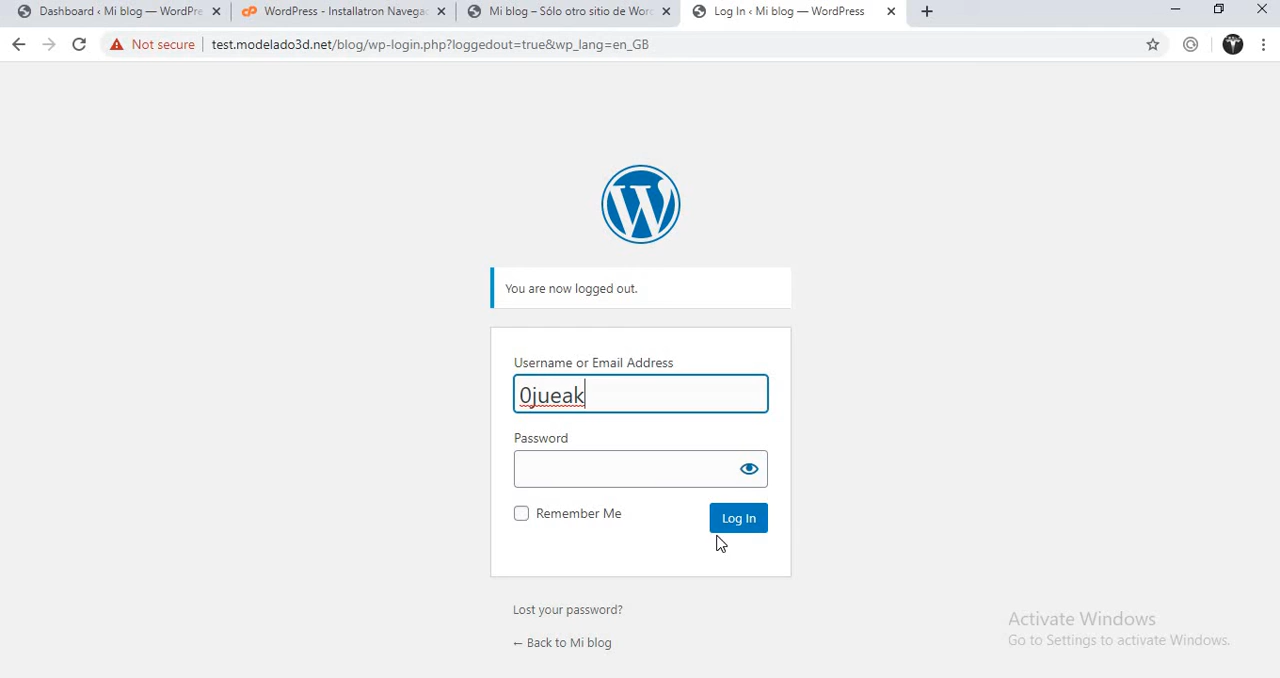 Dashboard ‹ Mi blog — WordPre
WordPress - Installatron Navega
Mi blog – Sólo otro sitio de Wor
Log In ‹ Mi blog — WordPress
Not secure
test.modelado3d.net/blog/wp-login.php?loggedout=true&wp_lang=en_GB
You are now logged out.
Username or Email Address
0jueak
Password
Remember Me
Log In
Lost your password?
← Back to Mi blog
Activate Windows
Go to Settings to activate Windows.